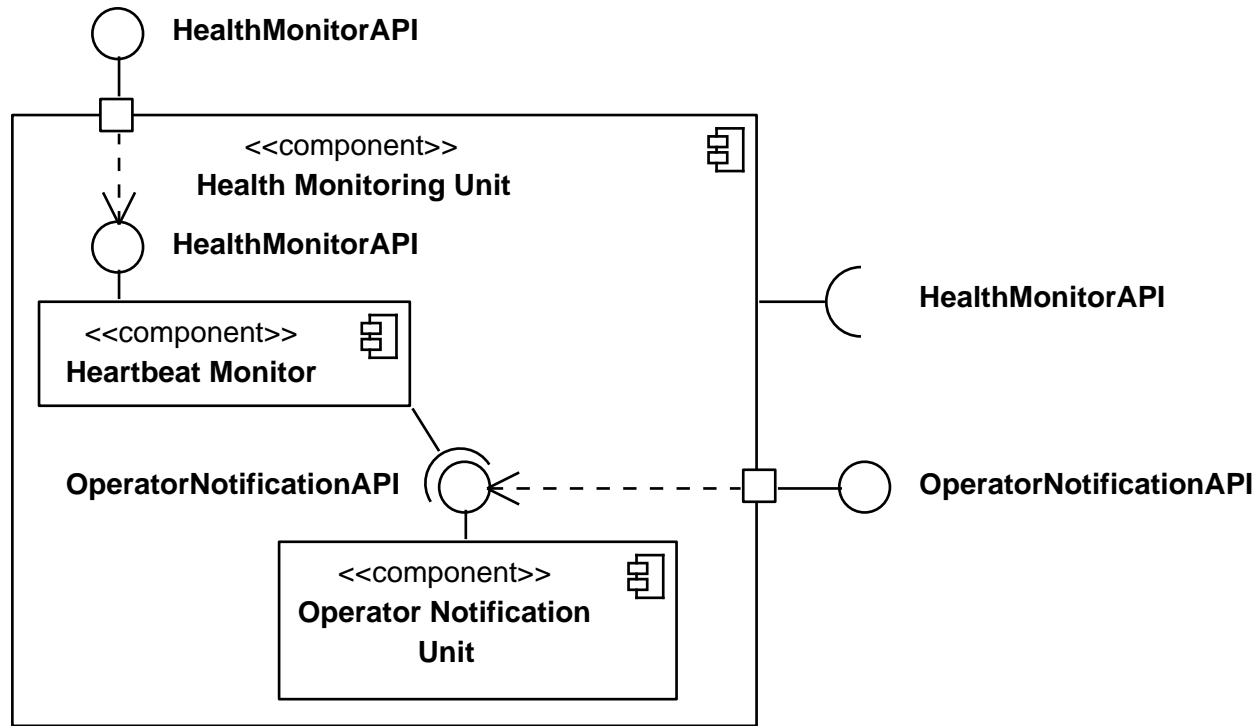 HealthMonitorAPI
<<component>>
Health Monitoring Unit
HealthMonitorAPI
HealthMonitorAPI
<<component>>
Heartbeat Monitor
OperatorNotificationAPI
OperatorNotificationAPI
<<component>>
Operator Notification
Unit